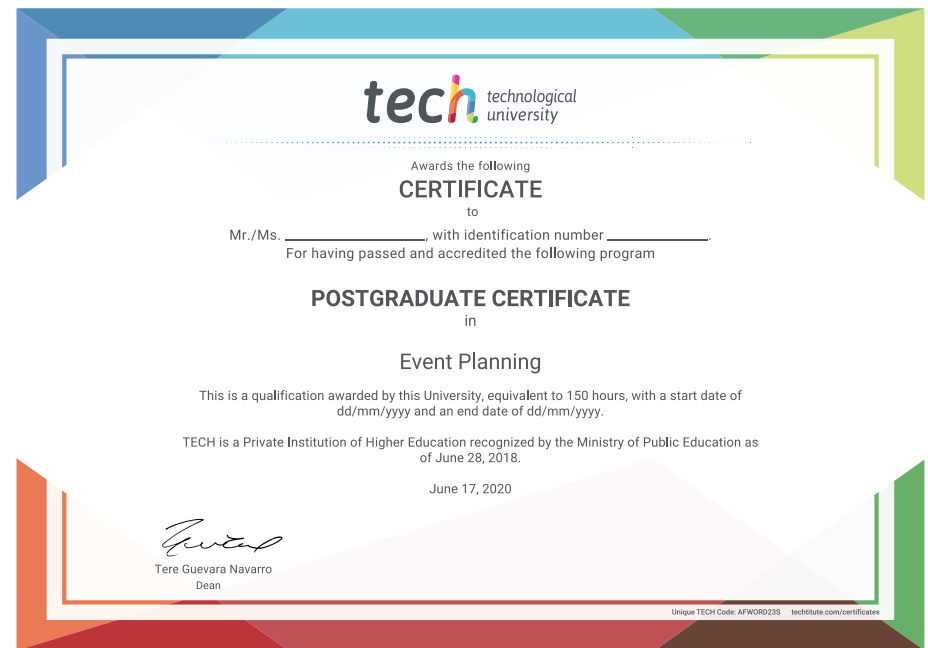 tech technological
university
Awards the following
CERTIFICATE
to
Mr./Ms. ____________________, with identification number ______________.
For having passed and accredited the following program
POSTGRADUATE CERTIFICATE
in
Event Planning
This is a qualification awarded by this University, equivalent to 150 hours, with a start date of
dd/mm/yyyy and an end date of dd/mm/yyyy.
TECH is a Private Institution of Higher Education recognized by the Ministry of Public Education as
of June 28, 2018.
June 17, 2020
Tere Guevara Navarro
Dean
Unique TECH Code: AFWORD23S techtitute.com/certificates